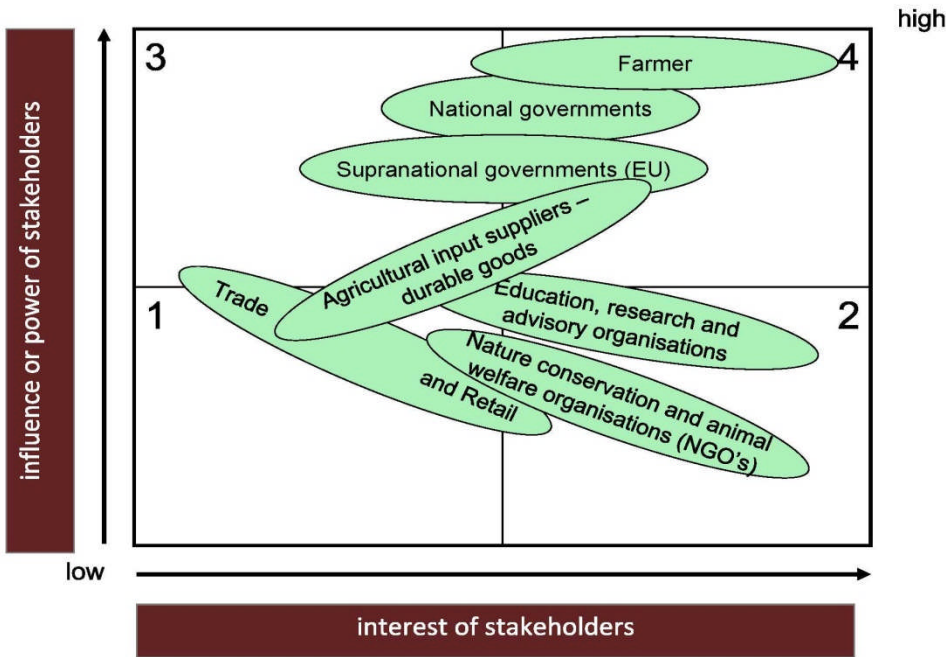 high
3
4
Farmer
National governments
Supranational governments (EU)
Agricultural input suppliers –
durable goods
1
2
Trade
and Retail
Education, research and
advisory organisations
Nature conservation and animal
welfare organisations (NGO's)
influence or power of stakeholders
low
interest of stakeholders